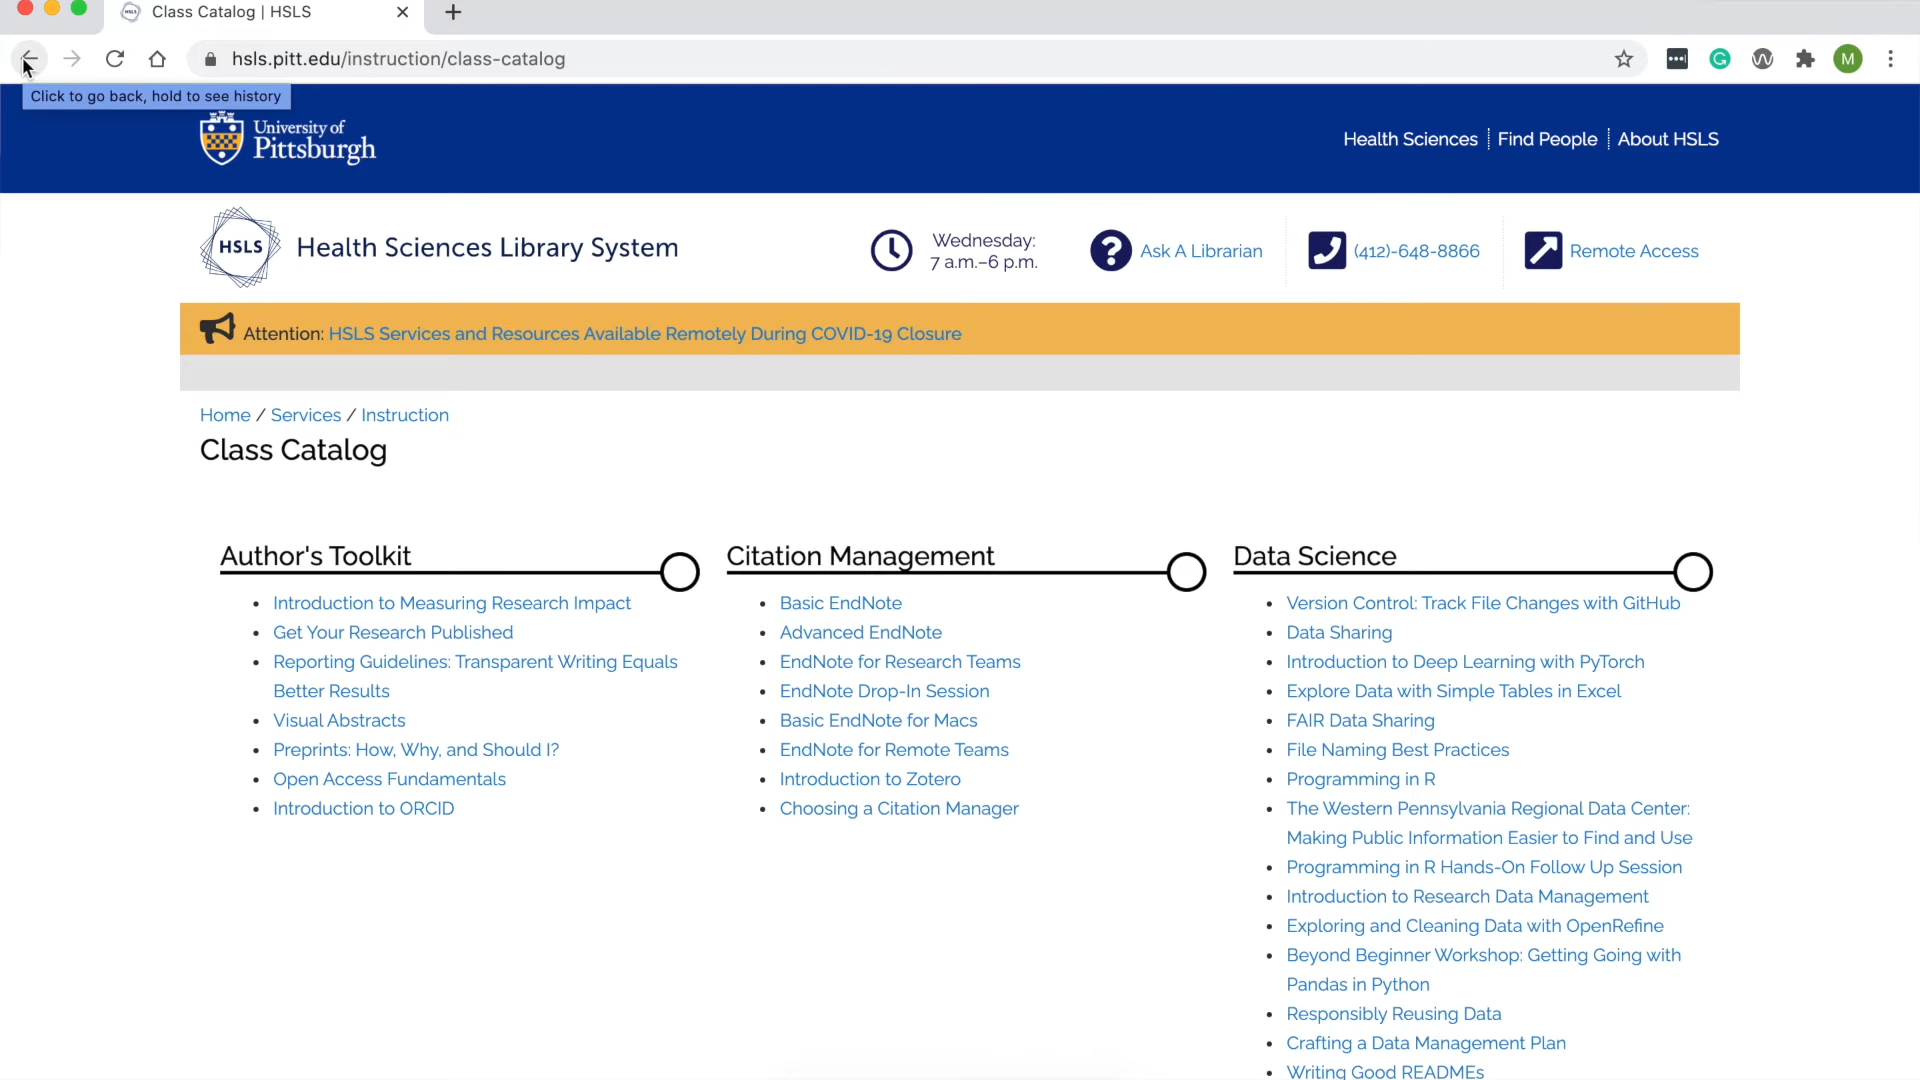 Class Catalog | HSLS
hsls.pitt.edu/instruction/class-catalog
M
Click to go back, hold to see history
University of
Pittsburgh
Health Sciences
Find People
About HSLS
HSLS
Health Sciences Library System
Wednesday:
7 a.m.–6 p.m.
Ask A Librarian
(412)-648-8866
Remote Access
Attention: HSLS Services and Resources Available Remotely During COVID-19 Closure
Home / Services / Instruction
Class Catalog
Author's Toolkit
Introduction to Measuring Research Impact
Get Your Research Published
Reporting Guidelines: Transparent Writing Equals
Better Results
Visual Abstracts
Preprints: How, Why, and Should I?
Open Access Fundamentals
Introduction to ORCID
Citation Management
Basic EndNote
Advanced EndNote
EndNote for Research Teams
EndNote Drop-In Session
Basic EndNote for Macs
EndNote for Remote Teams
Introduction to Zotero
Choosing a Citation Manager
Data Science
Version Control: Track File Changes with GitHub
Data Sharing
Introduction to Deep Learning with PyTorch
Explore Data with Simple Tables in Excel
FAIR Data Sharing
File Naming Best Practices
Programming in R
The Western Pennsylvania Regional Data Center:
Making Public Information Easier to Find and Use
Programming in R Hands-On Follow Up Session
Introduction to Research Data Management
Exploring and Cleaning Data with OpenRefine
Beyond Beginner Workshop: Getting Going with
Pandas in Python
Responsibly Reusing Data
Crafting a Data Management Plan
Writing Good READMEs